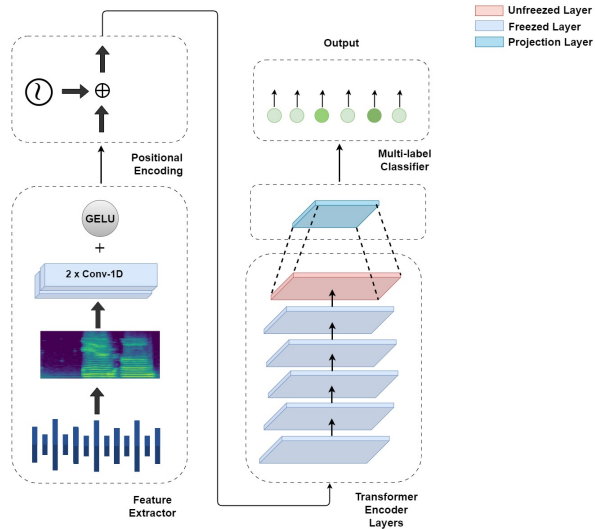 Unfreezed Layer
Freezed Layer
Projection Layer
Output
Multi-label
Classifier
Positional
Encoding
GELU
+
2 x Conv-1D
Feature
Extractor
Transformer
Encoder
Layers